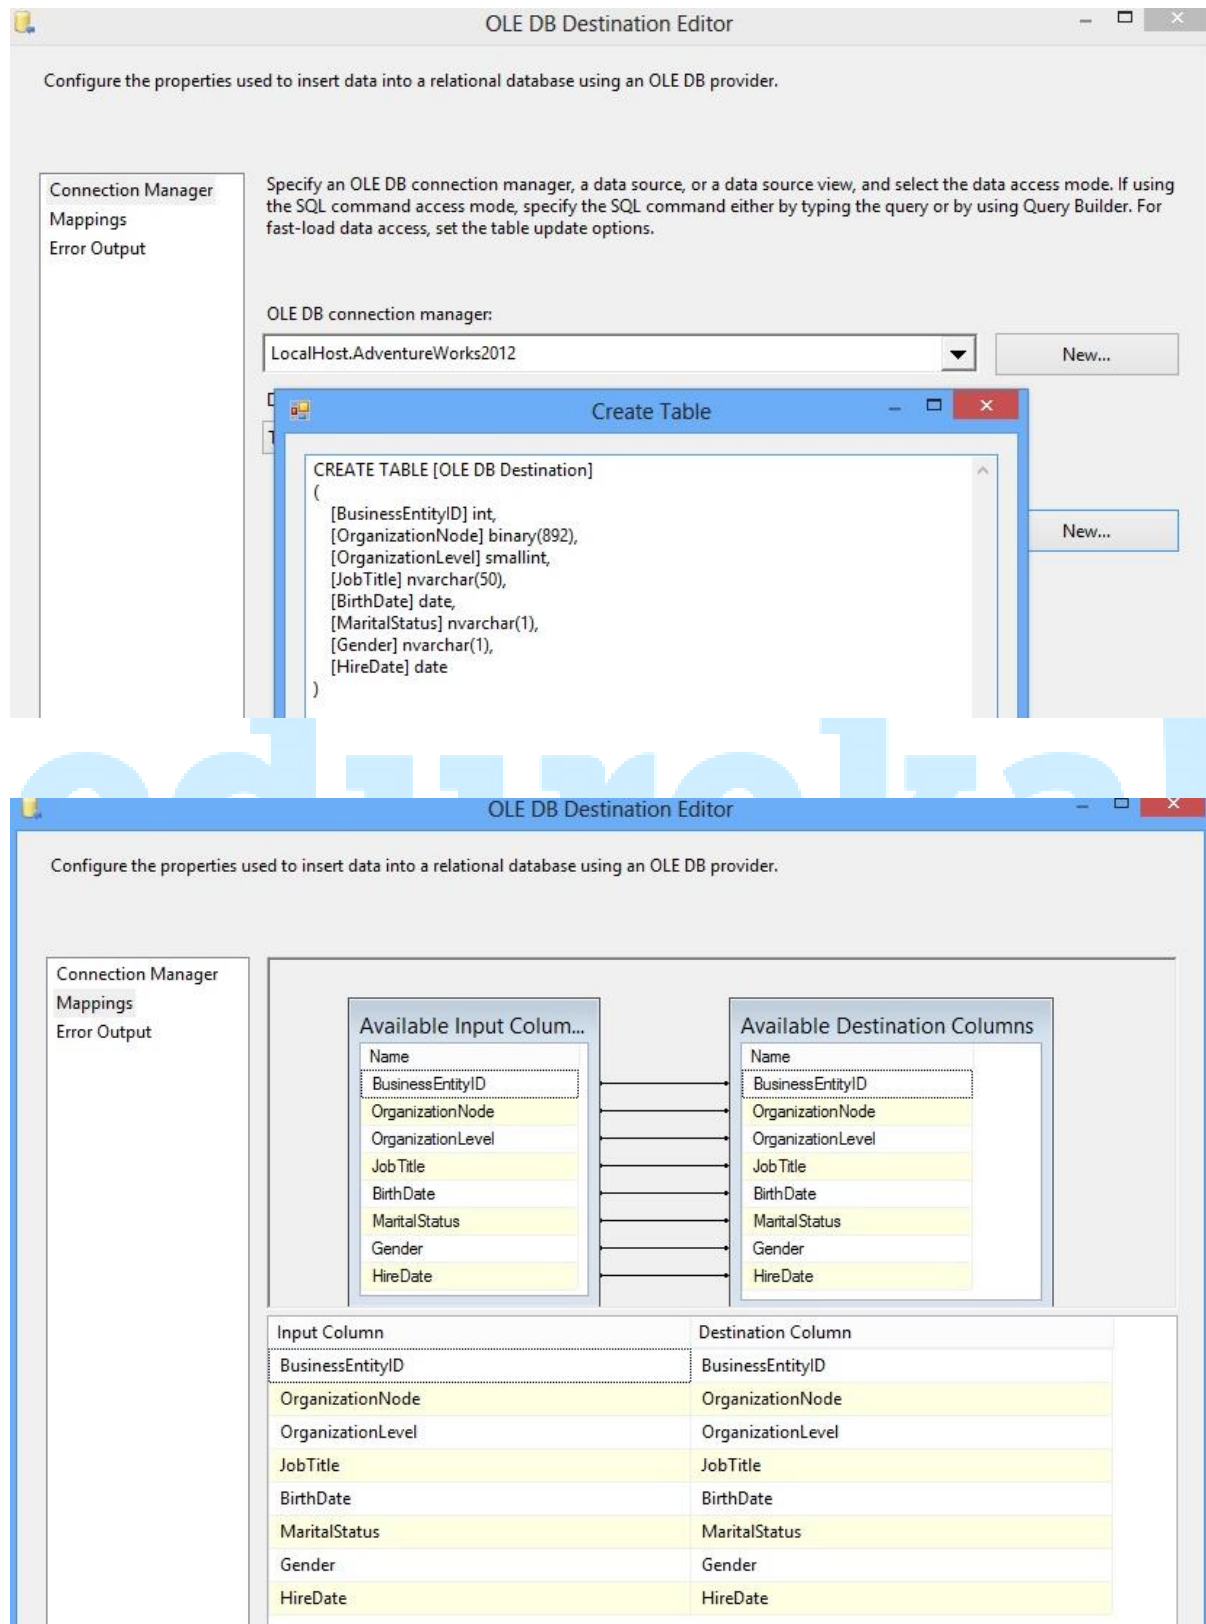 OLE DB Destination Editor
Configure the properties used to insert data into a relational database using an OLE DB provider.
Connection Manager
Mappings
Error Output
Specify an OLE DB connection manager, a data source, or a data source view, and select the data access mode. If using
the SQL command access mode, specify the SQL command either by typing the query or by using Query Builder. For
fast-load data access, set the table update options.
OLE DB connection manager:
LocalHost.AdventureWorks2012
New...
Create Table
CREATE TABLE [OLE DB Destination]
(
[BusinessEntityID] int,
[OrganizationNode] binary(892),
[OrganizationLevel] smallint,
[JobTitle] nvarchar(50),
[BirthDate] date,
[MaritalStatus] nvarchar(1),
[Gender] nvarchar(1),
[HireDate] date
)
New...
edureka!
OLE DB Destination Editor
Configure the properties used to insert data into a relational database using an OLE DB provider.
Connection Manager
Mappings
Error Output
Available Input Colum...
Name
BusinessEntityID
OrganizationNode
OrganizationLevel
JobTitle
BirthDate
MaritalStatus
Gender
HireDate
Available Destination Columns
Name
BusinessEntityID
OrganizationNode
OrganizationLevel
JobTitle
BirthDate
MaritalStatus
Gender
HireDate
Input Column Destination Column
BusinessEntityID BusinessEntityID
OrganizationNode OrganizationNode
OrganizationLevel OrganizationLevel
JobTitle JobTitle
BirthDate BirthDate
MaritalStatus MaritalStatus
Gender Gender
HireDate HireDate